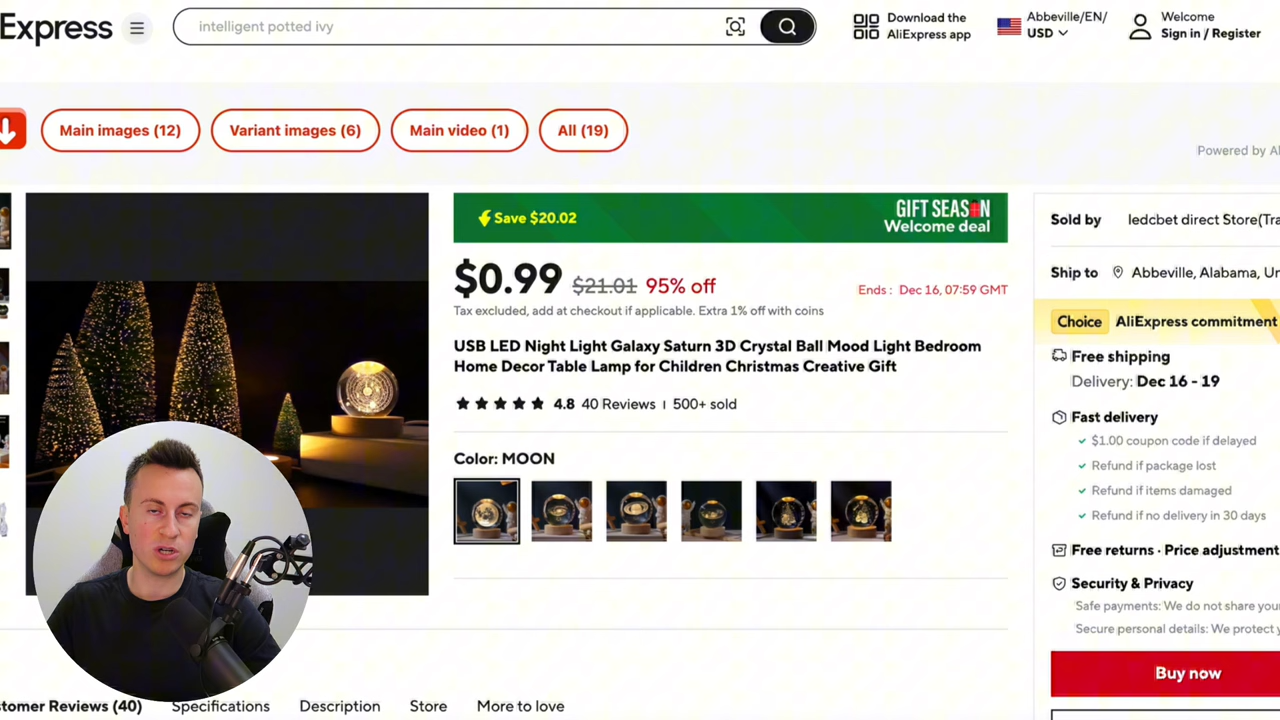 Express
intelligent potted ivy
Download the
AliExpress app
Abbeville/EN/
USD
Welcome
Sign in / Register
Main images (12)
Variant images (6)
Main video (1)
All (19)
Powered by
Save $20.02
GIFT SEASON
Welcome deal
$0.99 $21.01 95% off
Ends : Dec 16, 07:59 GMT
Tax excluded, add at checkout if applicable. Extra 1% off with coins
USB LED Night Light Galaxy Saturn 3D Crystal Ball Mood Light Bedroom
Home Decor Table Lamp for Children Christmas Creative Gift
4.8 40 Reviews | 500+ sold
Color: MOON
Sold by ledcbet direct Store(Tra
Ship to Abbeville, Alabama, Un
Choice AliExpress commitment
Free shipping
Delivery: Dec 16 - 19
Fast delivery
$1.00 coupon code if delayed
Refund if package lost
Refund if items damaged
Refund if no delivery in 30 days
Free returns · Price adjustment
Security & Privacy
Safe payments: We do not share your
Secure personal details: We protect y
Buy now
stomer Reviews (40)
Specifications
Description
Store
More to love